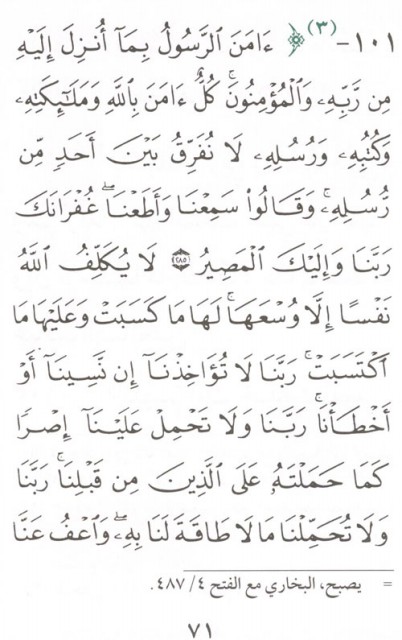 ١٠١ - (٣) ﴿ ءَامَنَ ٱلرَّسُولُ بِمَآ أُنزِلَ إِلَيْهِ
مِن رَّبِّهِۦ وَٱلْمُؤْمِنُونَۚ كُلٌّ ءَامَنَ بِٱللَّهِ وَمَلَـٰٓئِكَتِهِۦ
وَكُتُبِهِۦ وَرُسُلِهِۦ لَا نُفَرِّقُ بَيْنَ أَحَدٍ مِّن
رُّسُلِهِۦۚ وَقَالُوا۟ سَمِعْنَا وَأَطَعْنَاۖ غُفْرَانَكَ
رَبَّنَا وَإِلَيْكَ ٱلْمَصِيرُ ۝٢٨٥ لَا يُكَلِّفُ ٱللَّهُ
نَفْسًا إِلَّا وُسْعَهَاۚ لَهَا مَا كَسَبَتْ وَعَلَيْهَا مَا
ٱكْتَسَبَتْۗ رَبَّنَا لَا تُؤَاخِذْنَآ إِن نَّسِينَآ أَوْ
أَخْطَأْنَاۚ رَبَّنَا وَلَا تَحْمِلْ عَلَيْنَآ إِصْرًا
كَمَا حَمَلْتَهُۥ عَلَى ٱلَّذِينَ مِن قَبْلِنَاۚ رَبَّنَا
وَلَا تُحَمِّلْنَا مَا لَا طَاقَةَ لَنَا بِهِۦۖ وَٱعْفُ عَنَّا
= يصبح، البخاري مع الفتح ٤/ ٤٨٧.
٧١